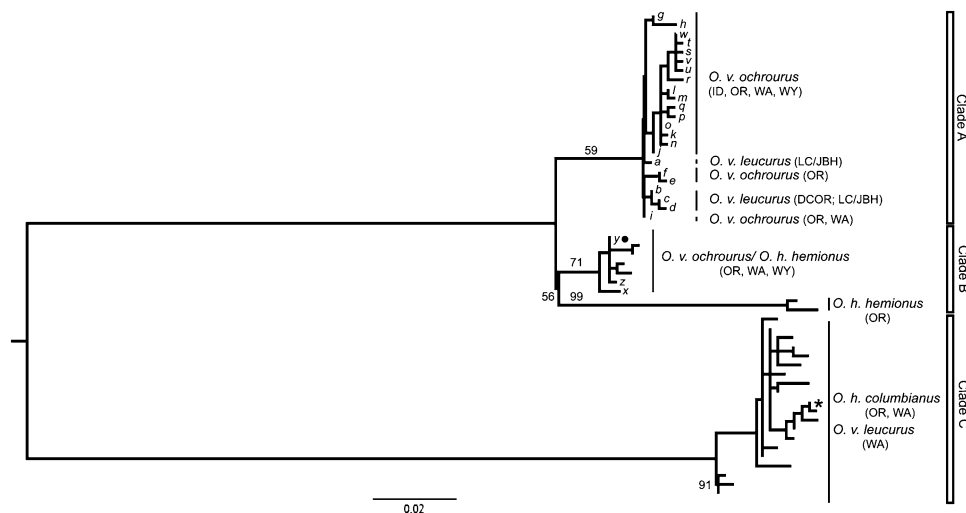 g
h
w
t
s
v
u
r
l
m
q
p
o
k
n
j
O. v. ochrourus
(ID, OR, WA, WY)
59
a
O. v. leucurus (LC/JBH)
f
e
O. v. ochrourus (OR)
b
c
d
O. v. leucurus (DCOR; LC/JBH)
i
O. v. ochrourus (OR, WA)
Clade A
y
z
x
71
O. v. ochrourus/ O. h. hemionus
(OR, WA, WY)
56
99
O. h. hemionus
(OR)
Clade B
*
O. h. columbianus
(OR, WA)
O. v. leucurus
(WA)
91
Clade C
0.02